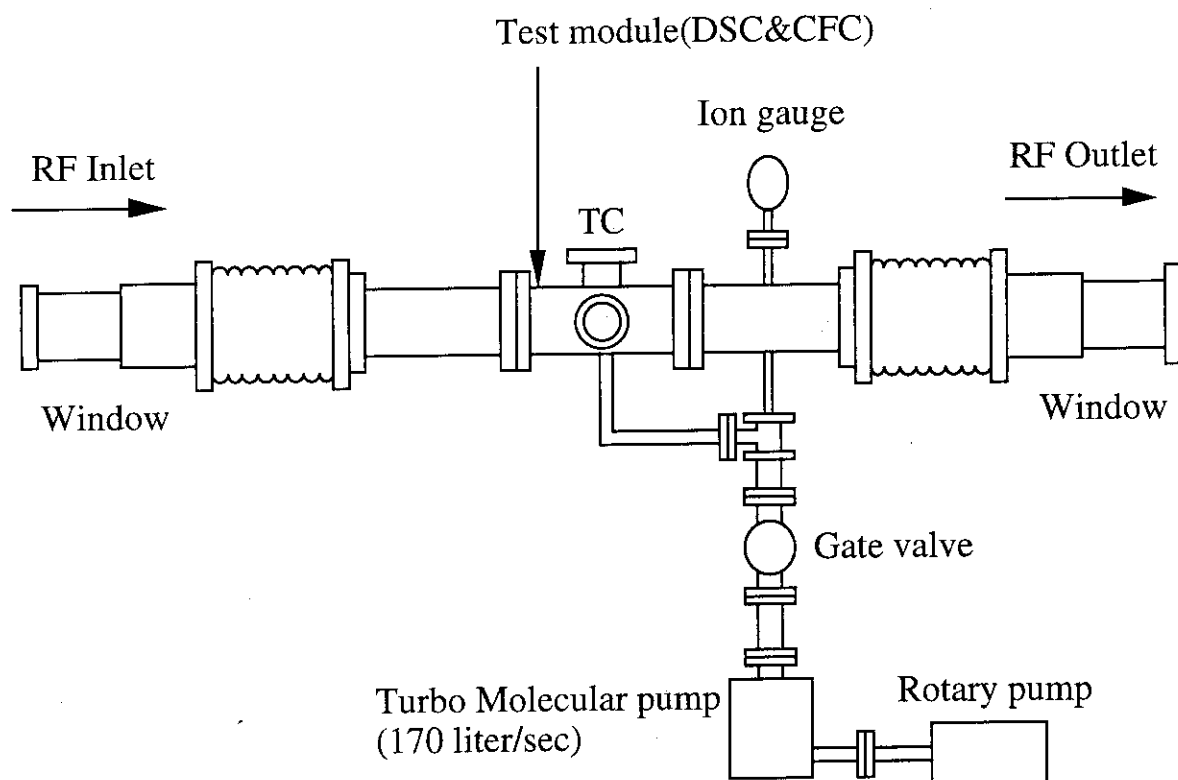 Test module(DSC&CFC)
Ion gauge
RF Inlet
RF Outlet
TC
Window
Window
Gate valve
Turbo Molecular pump
(170 liter/sec)
Rotary pump